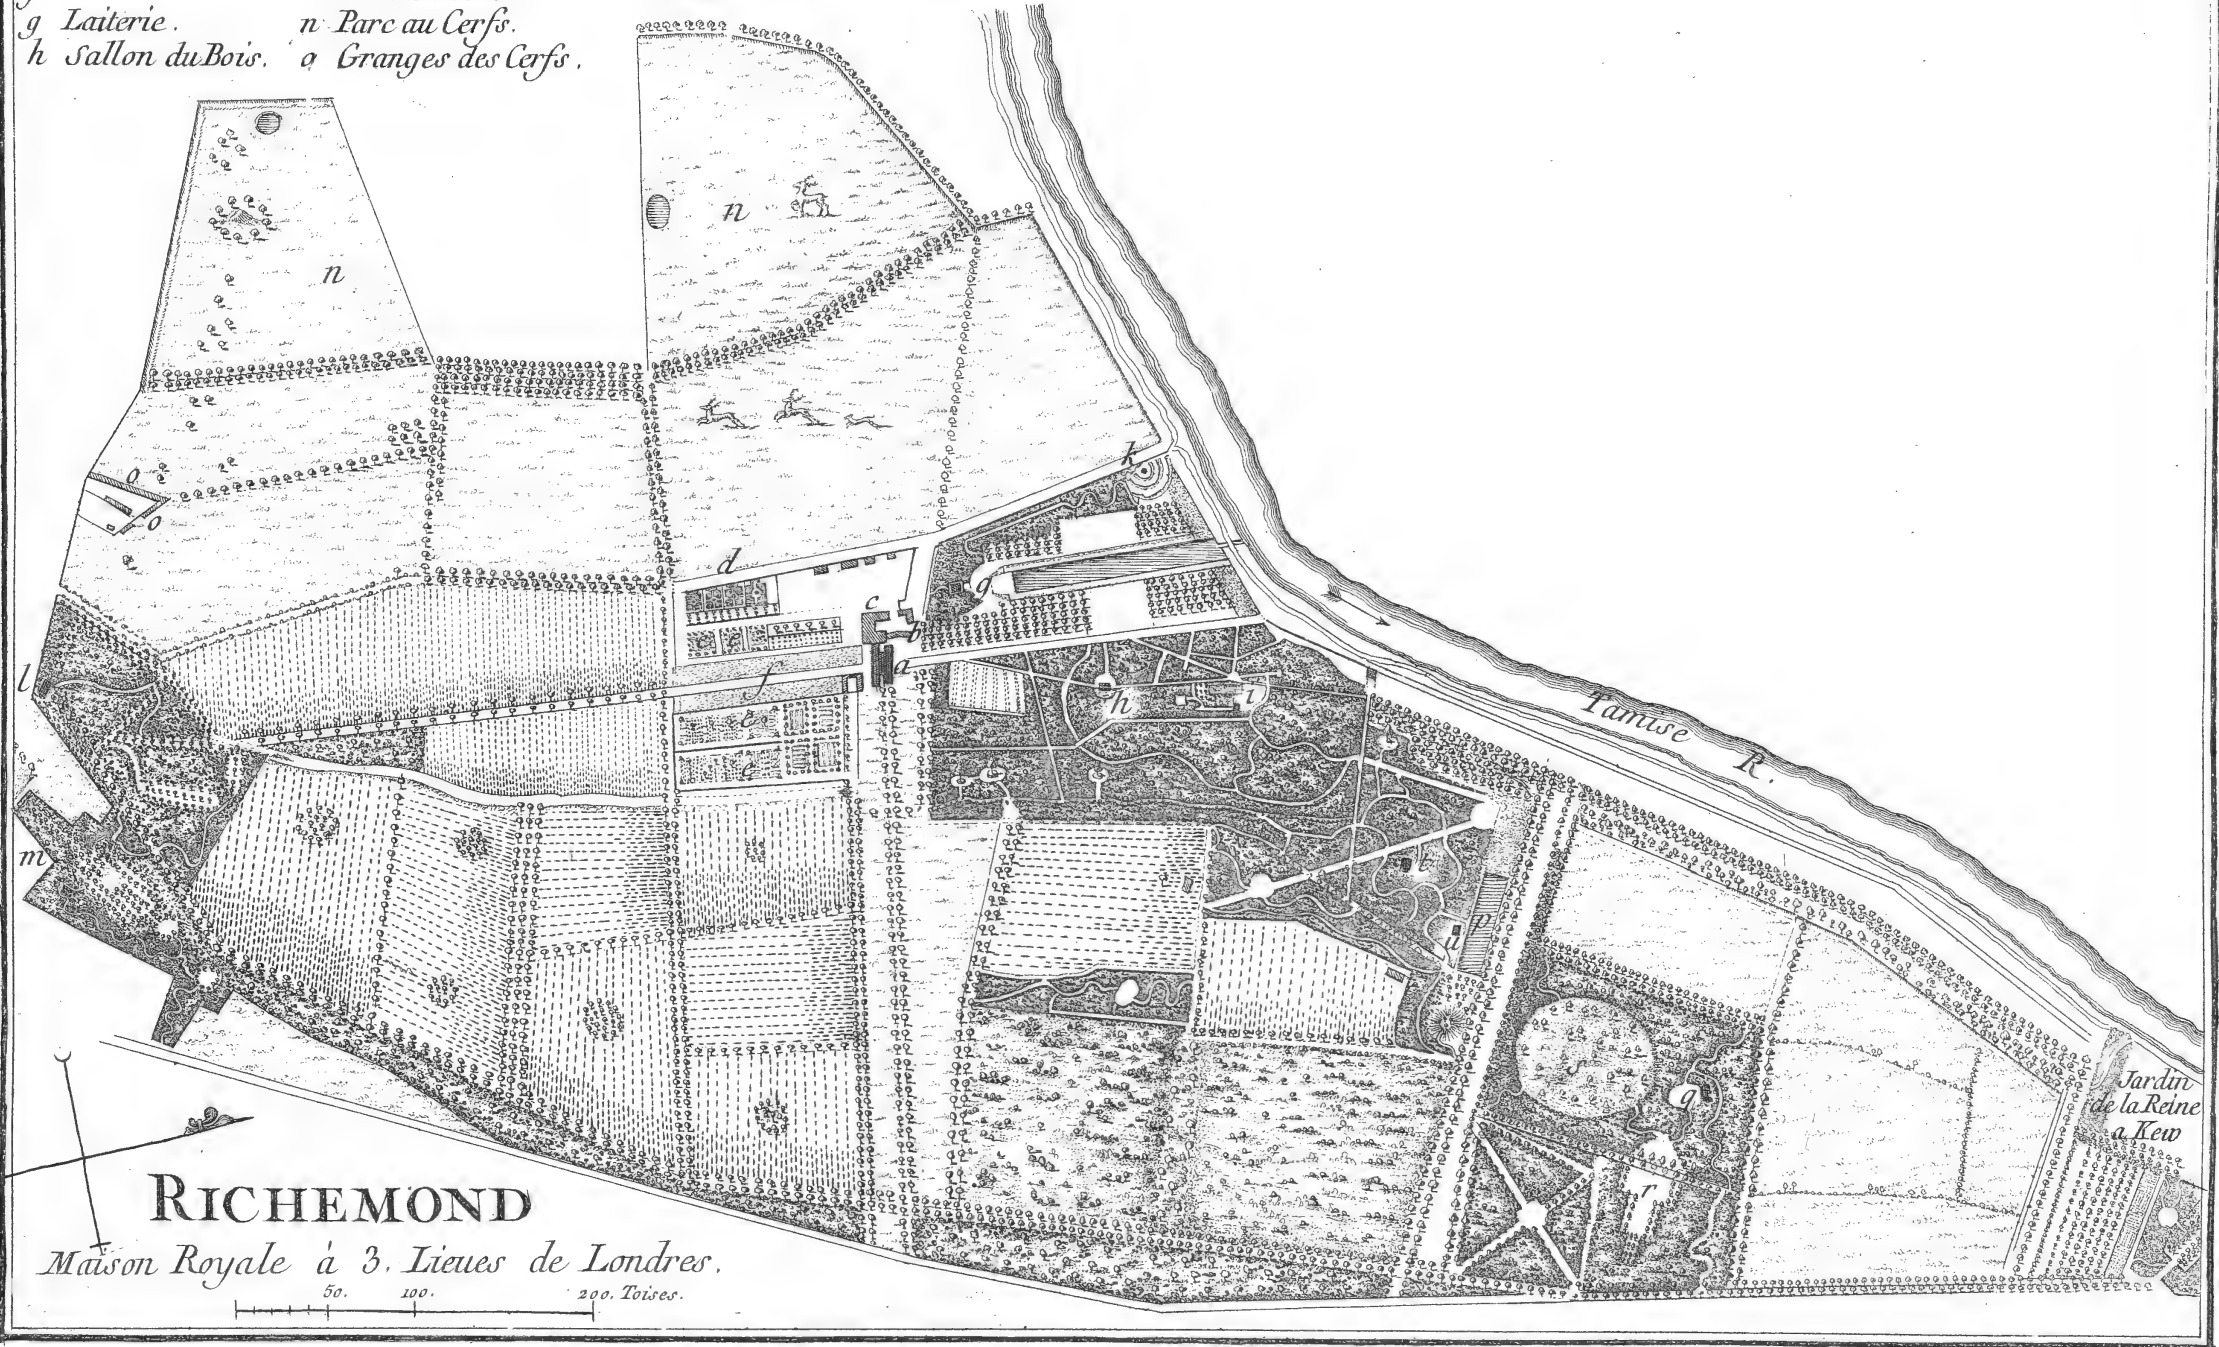 g Laiterie. n Parc au Cerfs.
h Sallon du Bois. o Granges des Cerfs.
n
n
k
o
o
d
g
c
b
a
l
f
h
i
e
e
e
Tamise R.
m
t
p
u
s
q
r
Jardin
de la Reine
a Kew
RICHEMOND
Maison Royale à 3. Lieues de Londres.
50. 100. 200. Toises.